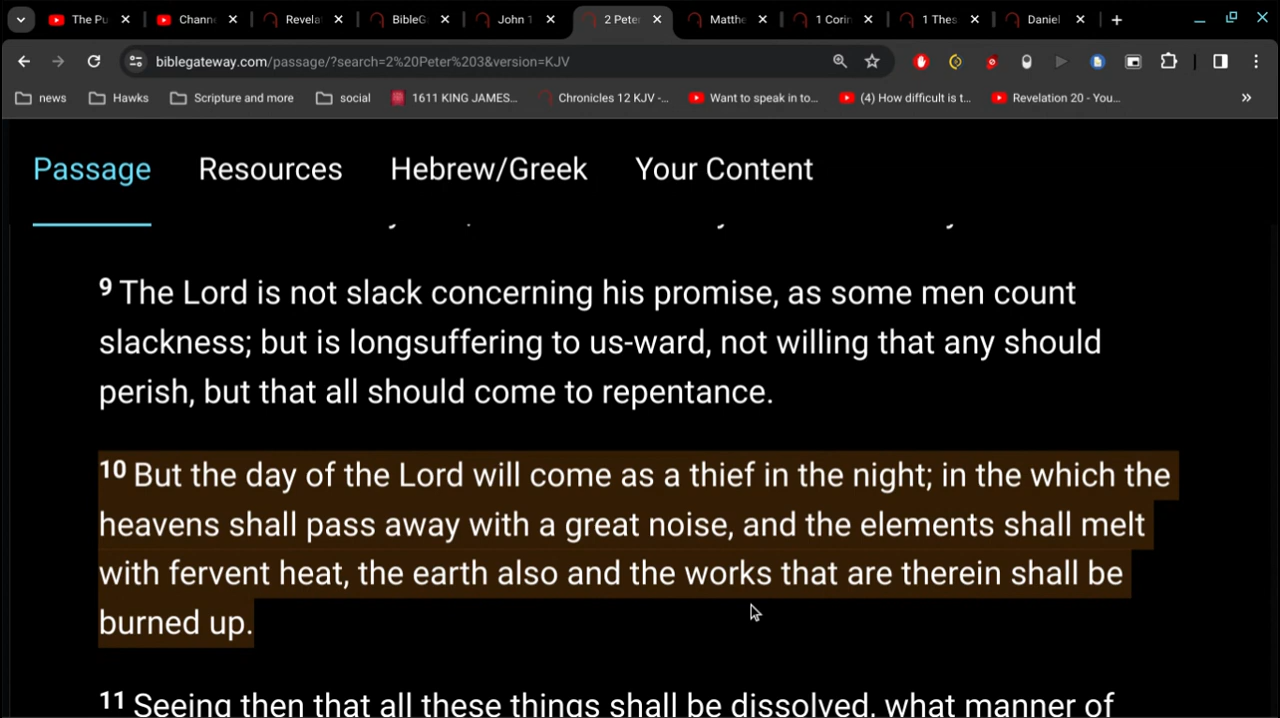 The Pu
Chann
Revela
BibleG
John 1
2 Pete
Matthe
1 Corin
1 Thes
Daniel
biblegateway.com/passage/?search=2%20Peter%203&version=KJV
news
Hawks
Scripture and more
social
1611 KING JAMES...
Chronicles 12 KJV -...
Want to speak in to...
(4) How difficult is t...
Revelation 20 - You...
Passage
Resources
Hebrew/Greek
Your Content
9 The Lord is not slack concerning his promise, as some men count
slackness; but is longsuffering to us-ward, not willing that any should
perish, but that all should come to repentance.
10 But the day of the Lord will come as a thief in the night; in the which the
heavens shall pass away with a great noise, and the elements shall melt
with fervent heat, the earth also and the works that are therein shall be
burned up.
11 Seeing then that all these things shall be dissolved, what manner of